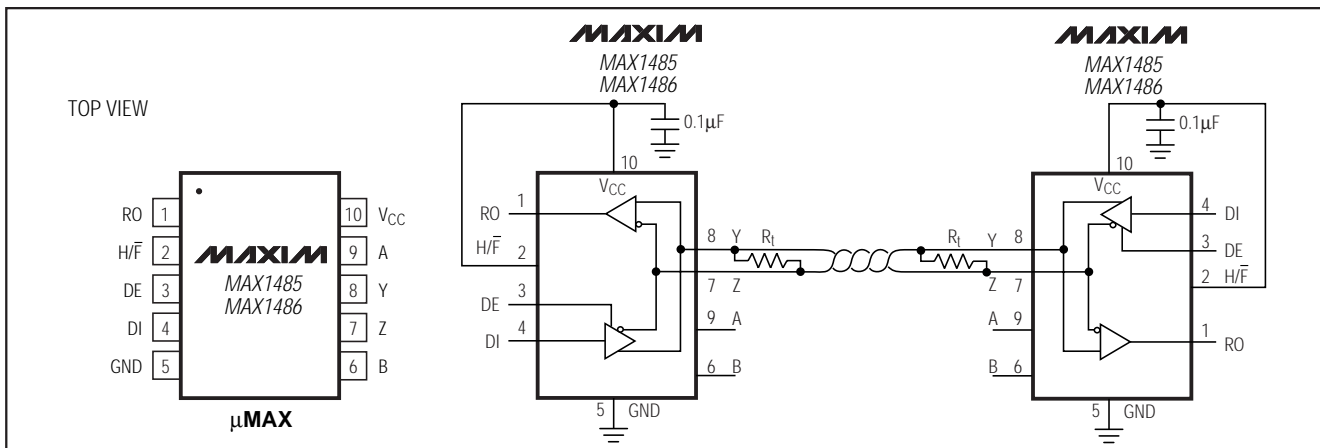 TOP VIEW
RO 1
H/F̅ 2
DE 3
DI 4
GND 5
10 VCC
9 A
8 Y
7 Z
6 B
MAXIM
MAX1485
MAX1486
μMAX
MAXIM
MAX1485
MAX1486
0.1μF
10
VCC
1
RO
H/F̅
2
3
DE
4
DI
8 Y
Rt
7 Z
9 A
6 B
5 GND
MAXIM
MAX1485
MAX1486
0.1μF
10
VCC
4 DI
3 DE
2 H/F̅
1 RO
Rt
Y 8
Z 7
A 9
B 6
5 GND